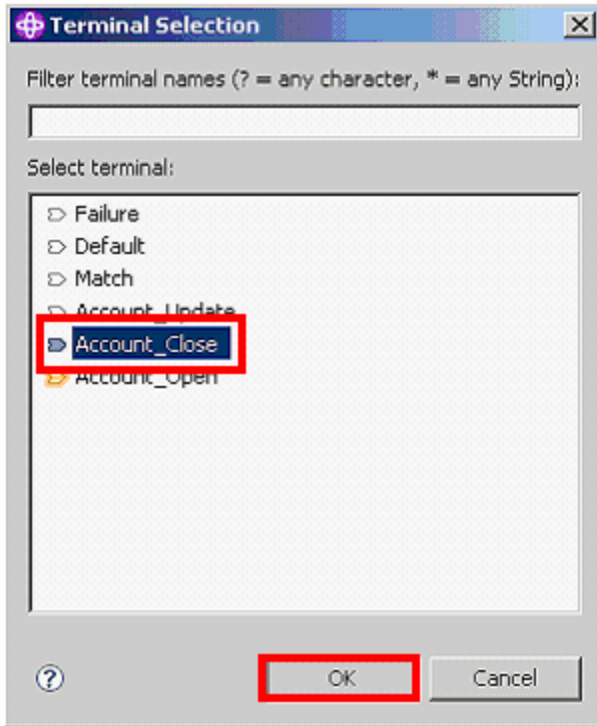 Terminal Selection
Filter terminal names (? = any character, * = any String):
Select terminal:
Failure
Default
Match
Account_Update
Account_Close
Account_Open
OK
Cancel